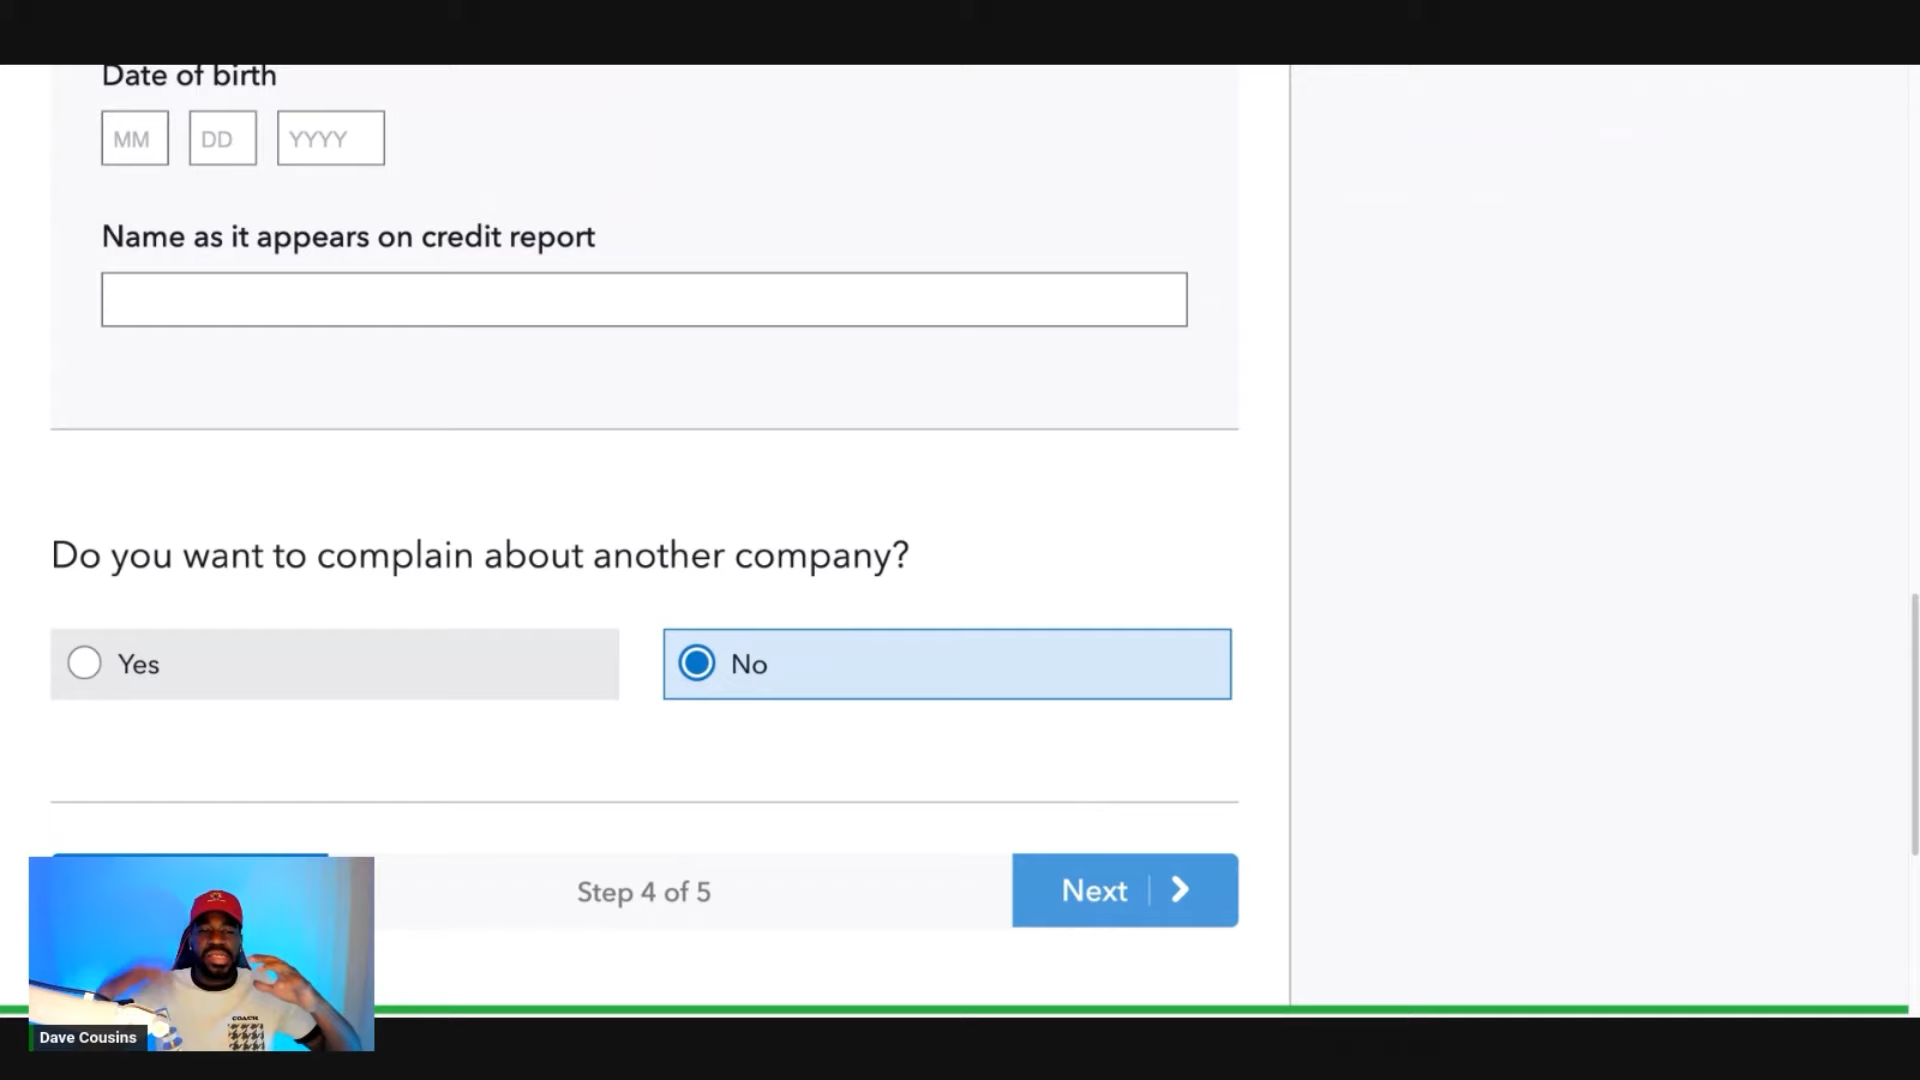 Date of birth
MM DD YYYY
Name as it appears on credit report
Do you want to complain about another company?
Yes No
Step 4 of 5 Next
COACH
Dave Cousins